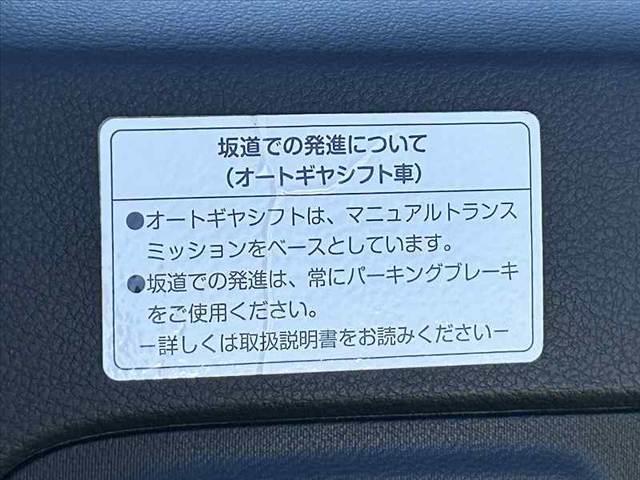 坂道での発進について
(オートギヤシフト車)
●オートギヤシフトは、マニュアルトランス
ミッションをベースとしています。
●坂道での発進は、常にパーキングブレーキ
をご使用ください。
ー詳しくは取扱説明書をお読みくださいー